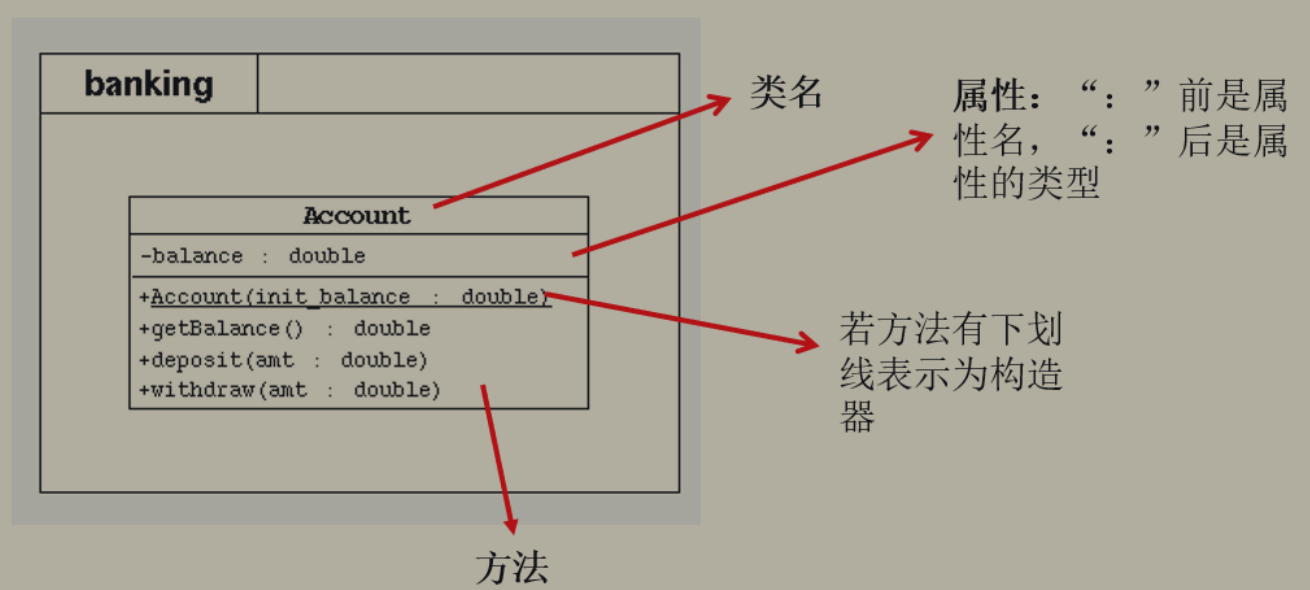 banking
类名
属性：“：”前是属
性名，“：”后是属
性的类型
Account
-balance : double
+Account(init_balance : double)
+getBalance() : double
+deposit(amt : double)
+withdraw(amt : double)
若方法有下划
线表示为构造
器
方法